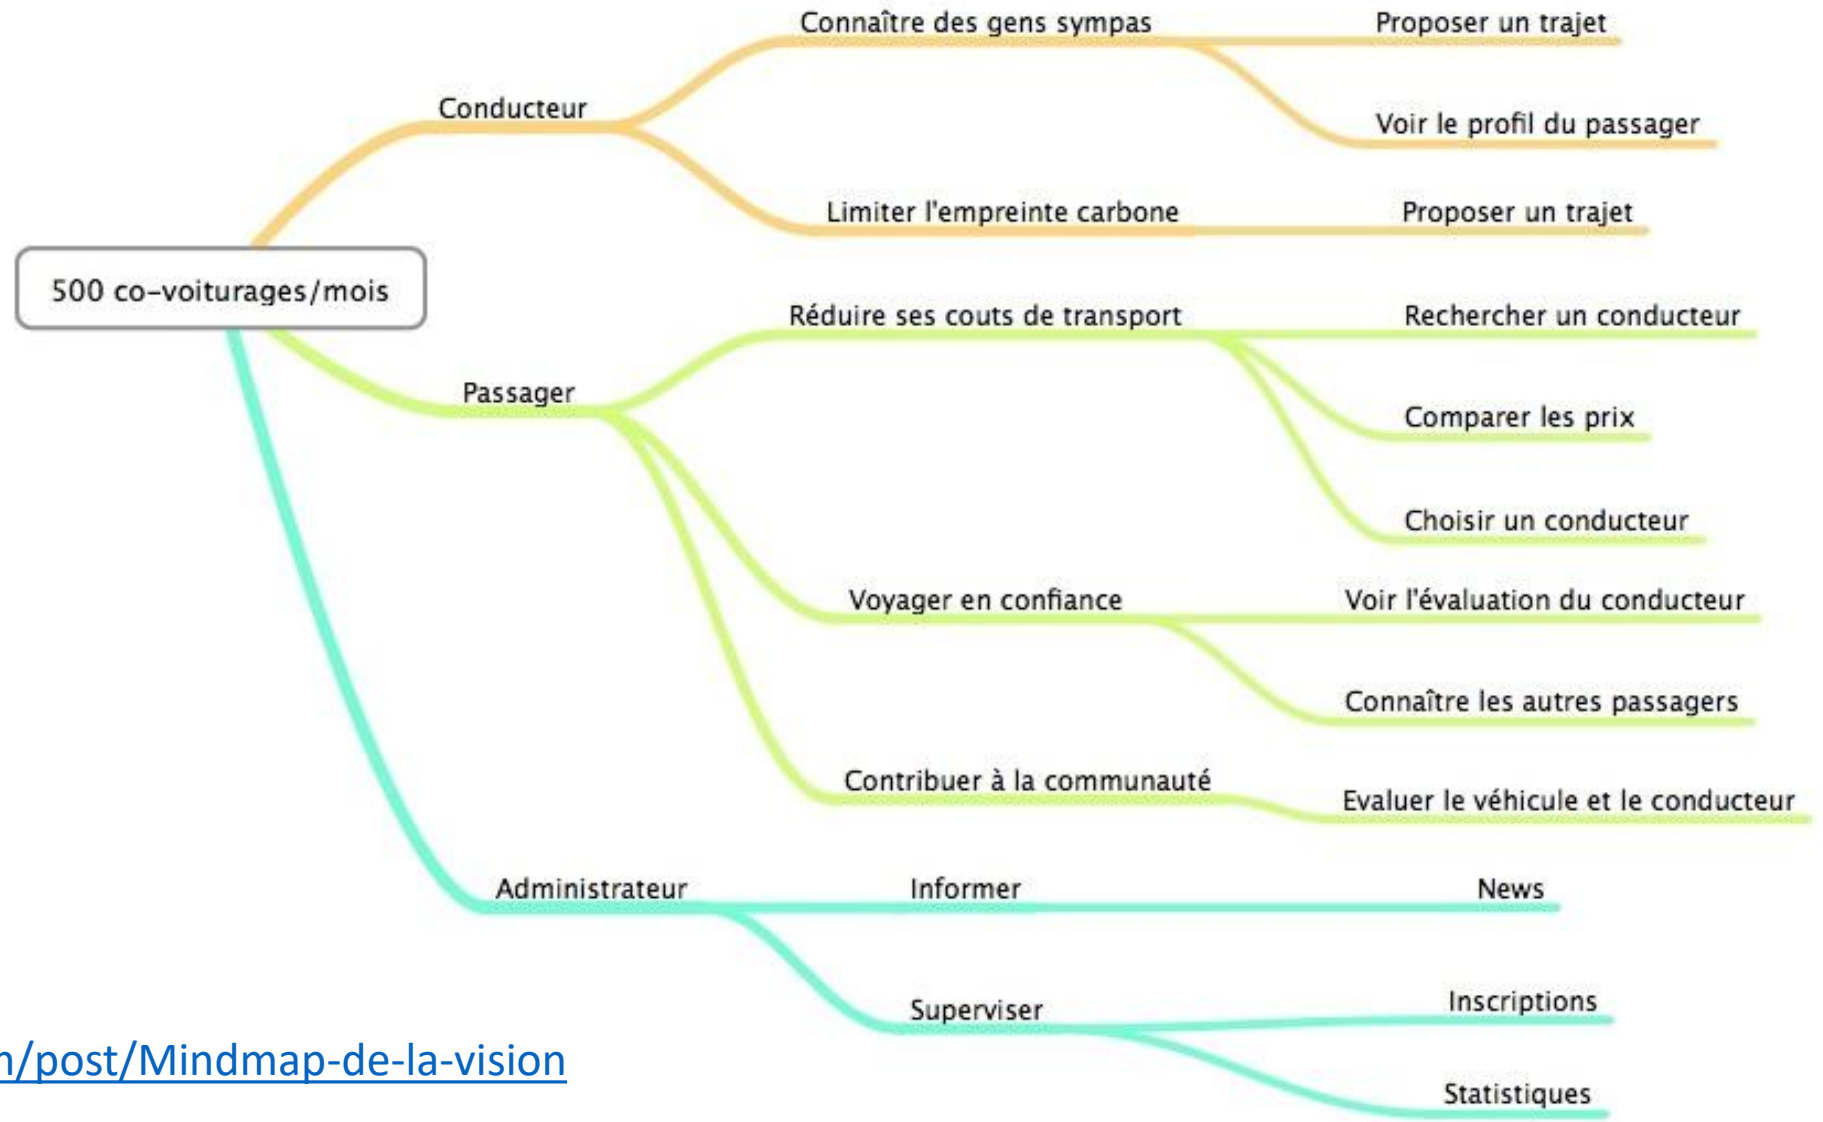 Connaître des gens sympas
Proposer un trajet
Conducteur
Voir le profil du passager
Limiter l'empreinte carbone
Proposer un trajet
500 co-voiturages/mois
Réduire ses couts de transport
Rechercher un conducteur
Passager
Comparer les prix
Choisir un conducteur
Voyager en confiance
Voir l'évaluation du conducteur
Connaître les autres passagers
Contribuer à la communauté
Evaluer le véhicule et le conducteur
Administrateur
Informer
News
Superviser
Inscriptions
Statistiques
/post/Mindmap-de-la-vision